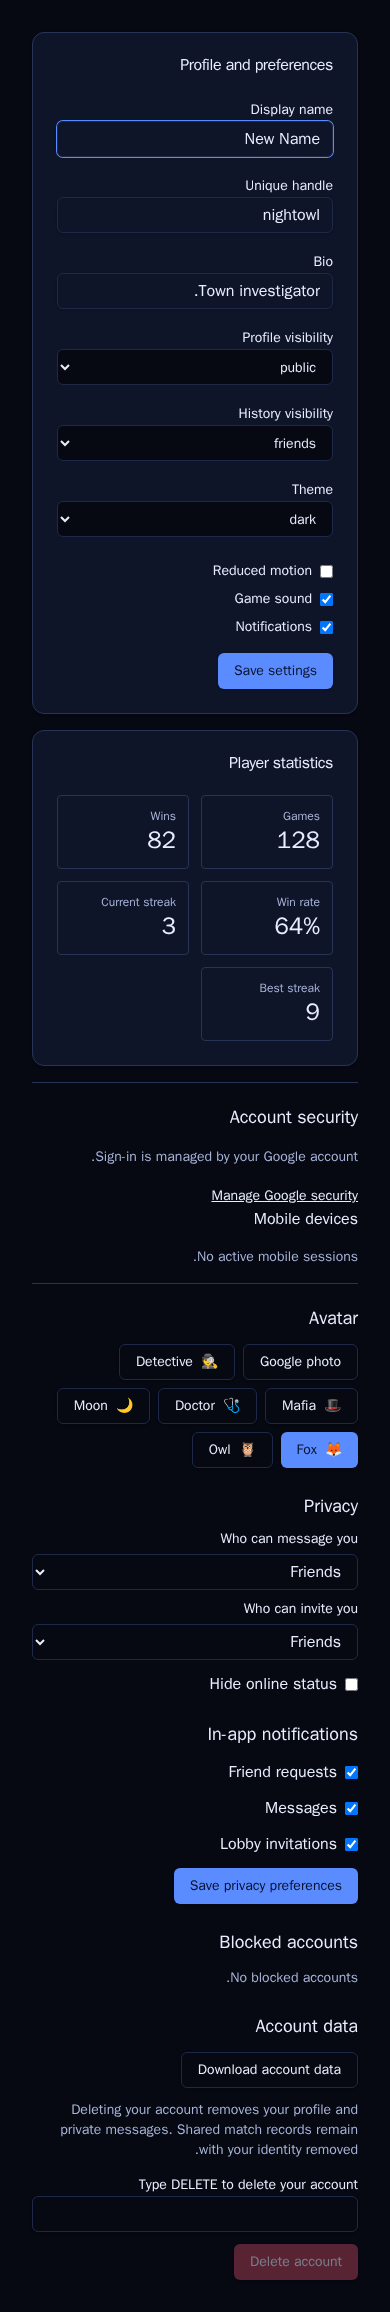 Profile and preferences
Display name
New Name
Unique handle
nightowl
Bio
.Town investigator
Profile visibility
public
History visibility
friends
Theme
dark
Reduced motion
Game sound
Notifications
Save settings
Player statistics
Games
128
Wins
82
Win rate
64%
Current streak
3
Best streak
9
Account security
.Sign-in is managed by your Google account
Manage Google security
Mobile devices
.No active mobile sessions
Avatar
Google photo
Detective 🕵️
Mafia 🎩
Doctor 🩺
Moon 🌙
Fox 🦊
Owl 🦉
Privacy
Who can message you
Friends
Who can invite you
Friends
Hide online status
In-app notifications
Friend requests
Messages
Lobby invitations
Save privacy preferences
Blocked accounts
.No blocked accounts
Account data
Download account data
Deleting your account removes your profile and
private messages. Shared match records remain
.with your identity removed
Type DELETE to delete your account
Delete account